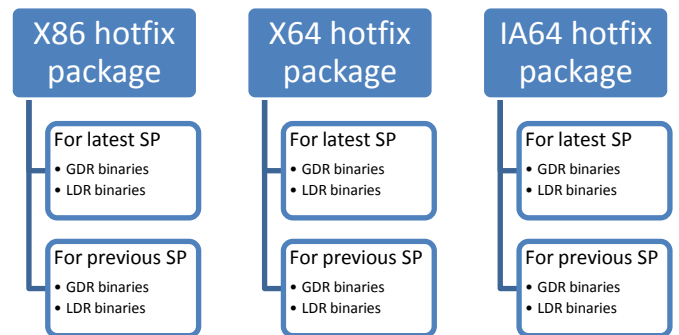 X86 hotfix
package
For latest SP
• GDR binaries
• LDR binaries
For previous SP
• GDR binaries
• LDR binaries
X64 hotfix
package
For latest SP
• GDR binaries
• LDR binaries
For previous SP
• GDR binaries
• LDR binaries
IA64 hotfix
package
For latest SP
• GDR binaries
• LDR binaries
For previous SP
• GDR binaries
• LDR binaries